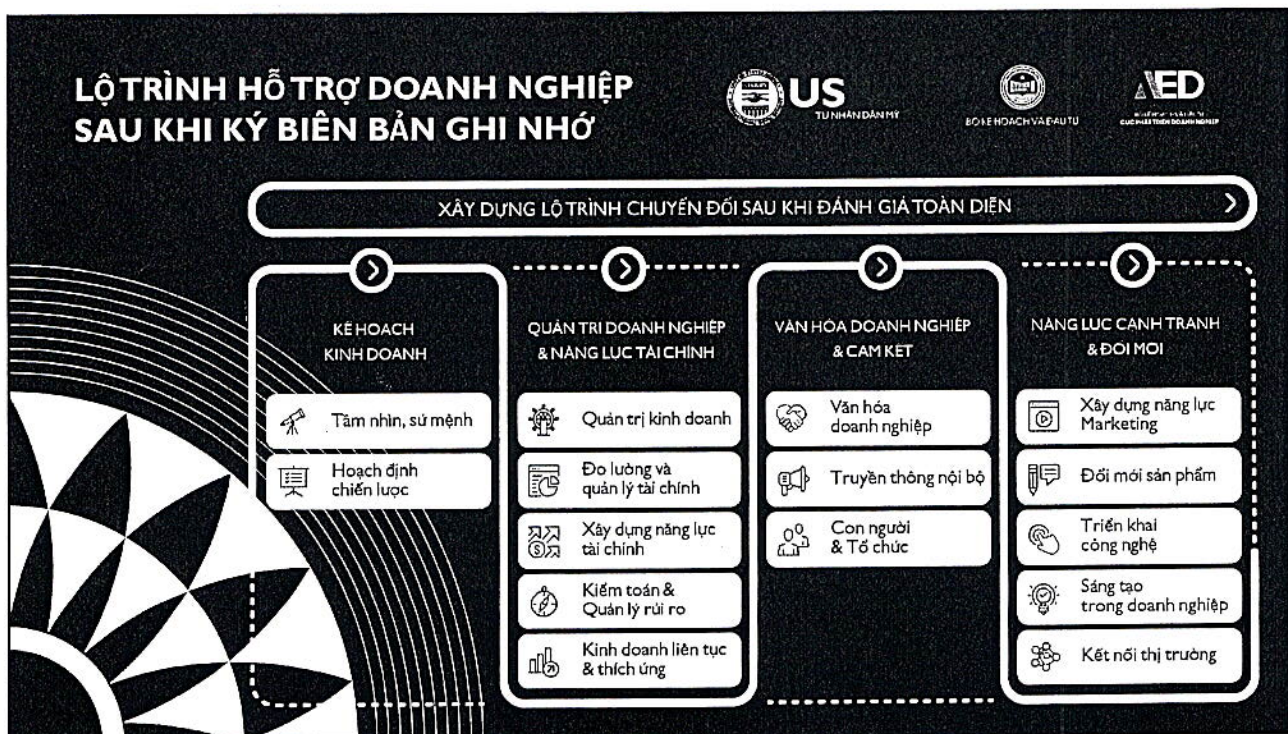 LỘ TRÌNH HỖ TRỢ DOANH NGHIỆP
SAU KHI KÝ BIÊN BẢN GHI NHỚ
US
TỪ NHÂN DÂN MỸ
BỘ KẾ HOẠCH VÀ ĐẦU TƯ
AED
CỤC PHÁT TRIỂN DOANH NGHIỆP
XÂY DỰNG LỘ TRÌNH CHUYỂN ĐỔI SAU KHI ĐÁNH GIÁ TOÀN DIỆN
KẾ HOẠCH
KINH DOANH
Tầm nhìn, sứ mệnh
Hoạch định
chiến lược
QUẢN TRỊ DOANH NGHIỆP
& NĂNG LỰC TÀI CHÍNH
Quản trị kinh doanh
Đo lường và
quản lý tài chính
Xây dựng năng lực
tài chính
Kiểm toán &
Quản lý rủi ro
Kinh doanh liên tục
& thích ứng
VĂN HÓA DOANH NGHIỆP
& CAM KẾT
Văn hóa
doanh nghiệp
Truyền thông nội bộ
Con người
& Tổ chức
NĂNG LỰC CẠNH TRANH
& ĐỔI MỚI
Xây dựng năng lực
Marketing
Đổi mới sản phẩm
Triển khai
công nghệ
Sáng tạo
trong doanh nghiệp
Kết nối thị trường